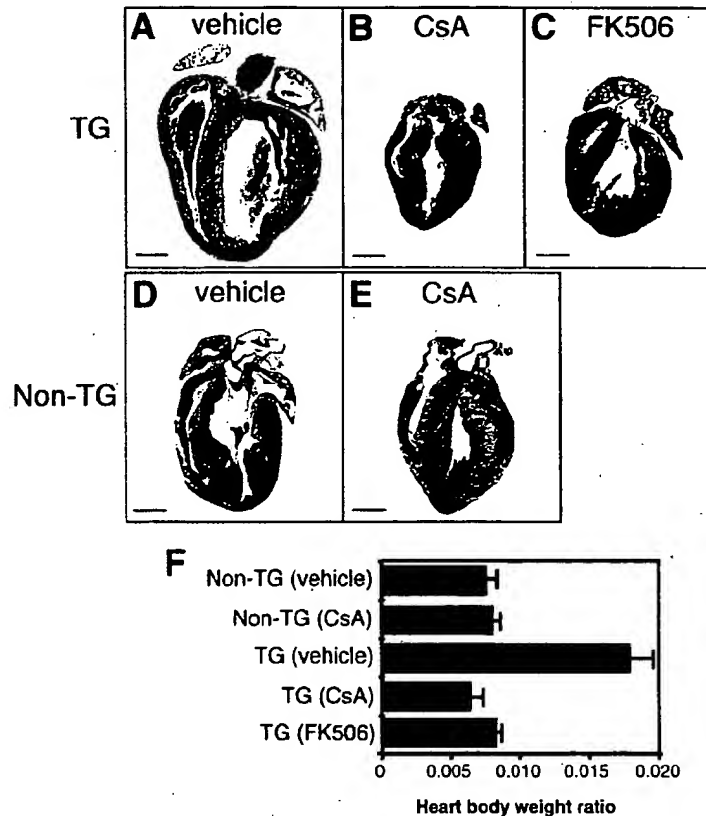 A vehicle
B CsA
C FK506
TG
D vehicle
E CsA
Non-TG
F
Non-TG (vehicle)
Non-TG (CsA)
TG (vehicle)
TG (CsA)
TG (FK506)
0 0.005 0.010 0.015 0.020
Heart body weight ratio